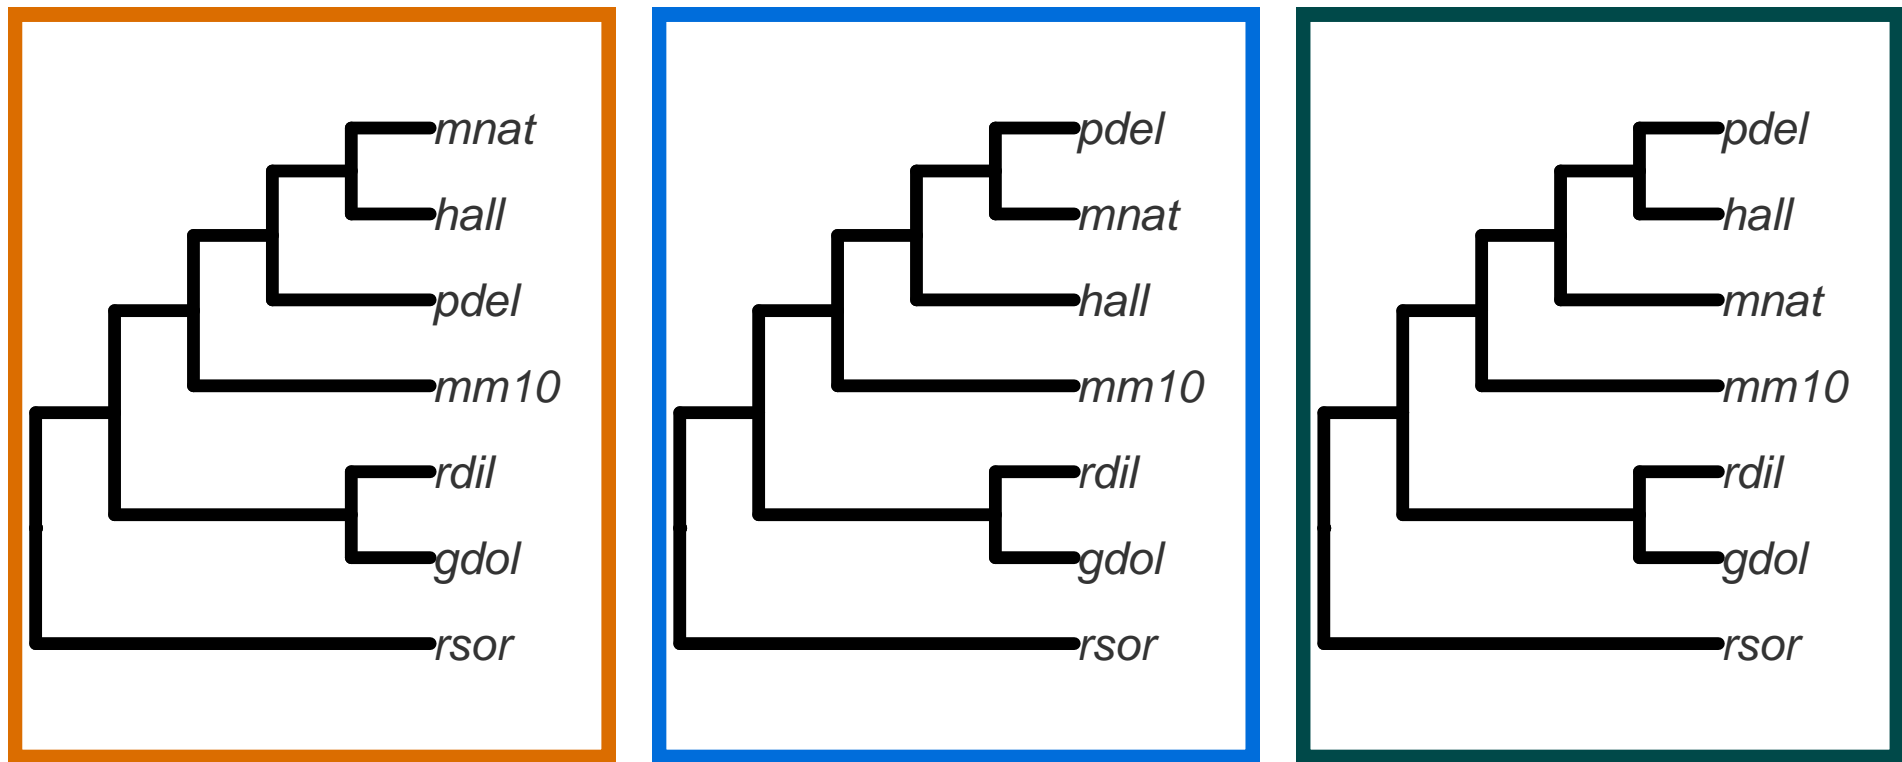 mnat
hall
pdel
mm10
rdil
gdol
rsor
pdel
mnat
hall
mm10
rdil
gdol
rsor
pdel
hall
mnat
mm10
rdil
gdol
rsor